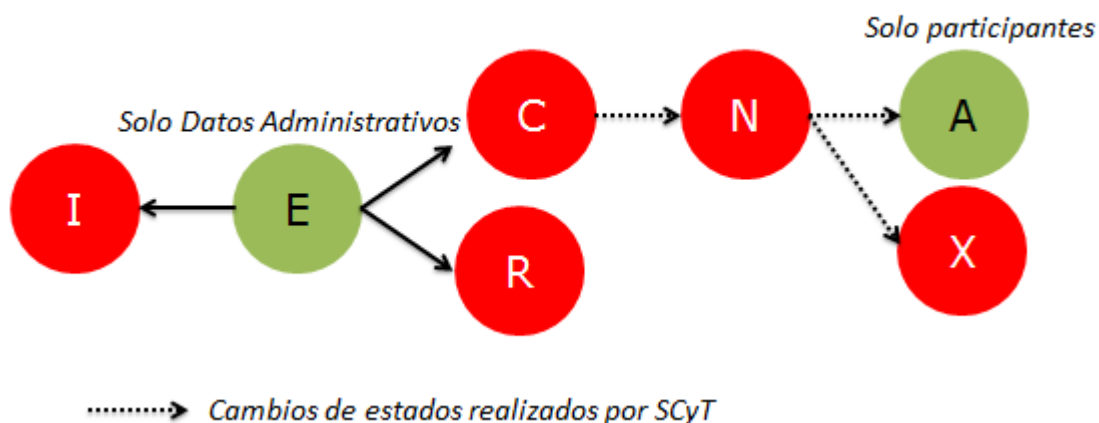 Solo participantes
Solo Datos Administrativos
C
N
A
I
E
R
X
Cambios de estados realizados por SCyT